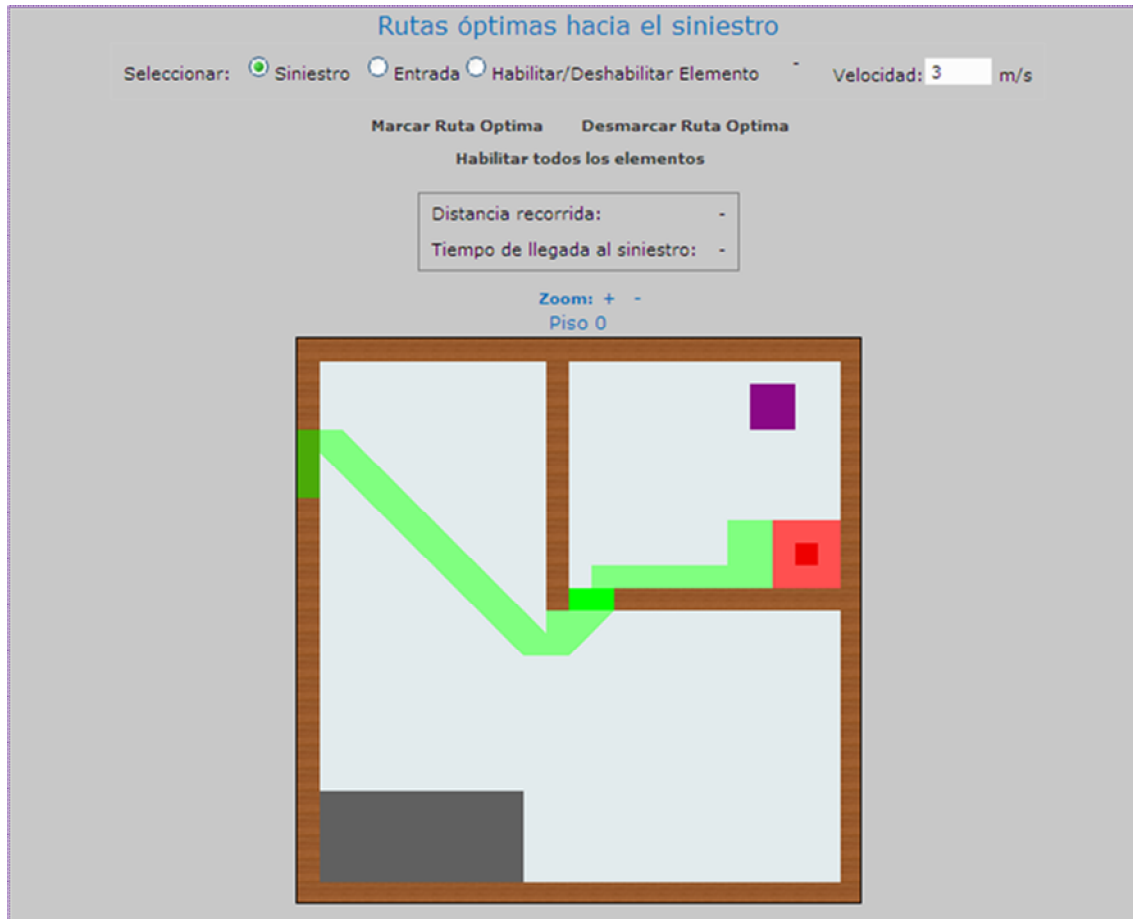 Rutas óptimas hacia el siniestro
Seleccionar: Siniestro Entrada Habilitar/Deshabilitar Elemento - Velocidad: 3 m/s
Marcar Ruta Optima Desmarcar Ruta Optima
Habilitar todos los elementos
Distancia recorrida: -
Tiempo de llegada al siniestro: -
Zoom: + -
Piso 0